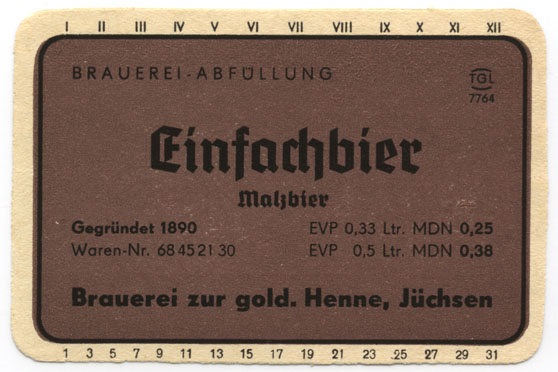 I II III IV V VI VII VIII IX X XI XII
BRAUEREI-ABFÜLLUNG
TGL
7764
Einfachbier
Malzbier
Gegründet 1890
EVP 0,33 Ltr. MDN 0,25
Waren-Nr. 68 45 21 30
EVP 0,5 Ltr. MDN 0,38
Brauerei zur gold. Henne, Jüchsen
1 3 5 7 9 11 13 15 17 19 21 23 25 27 29 31